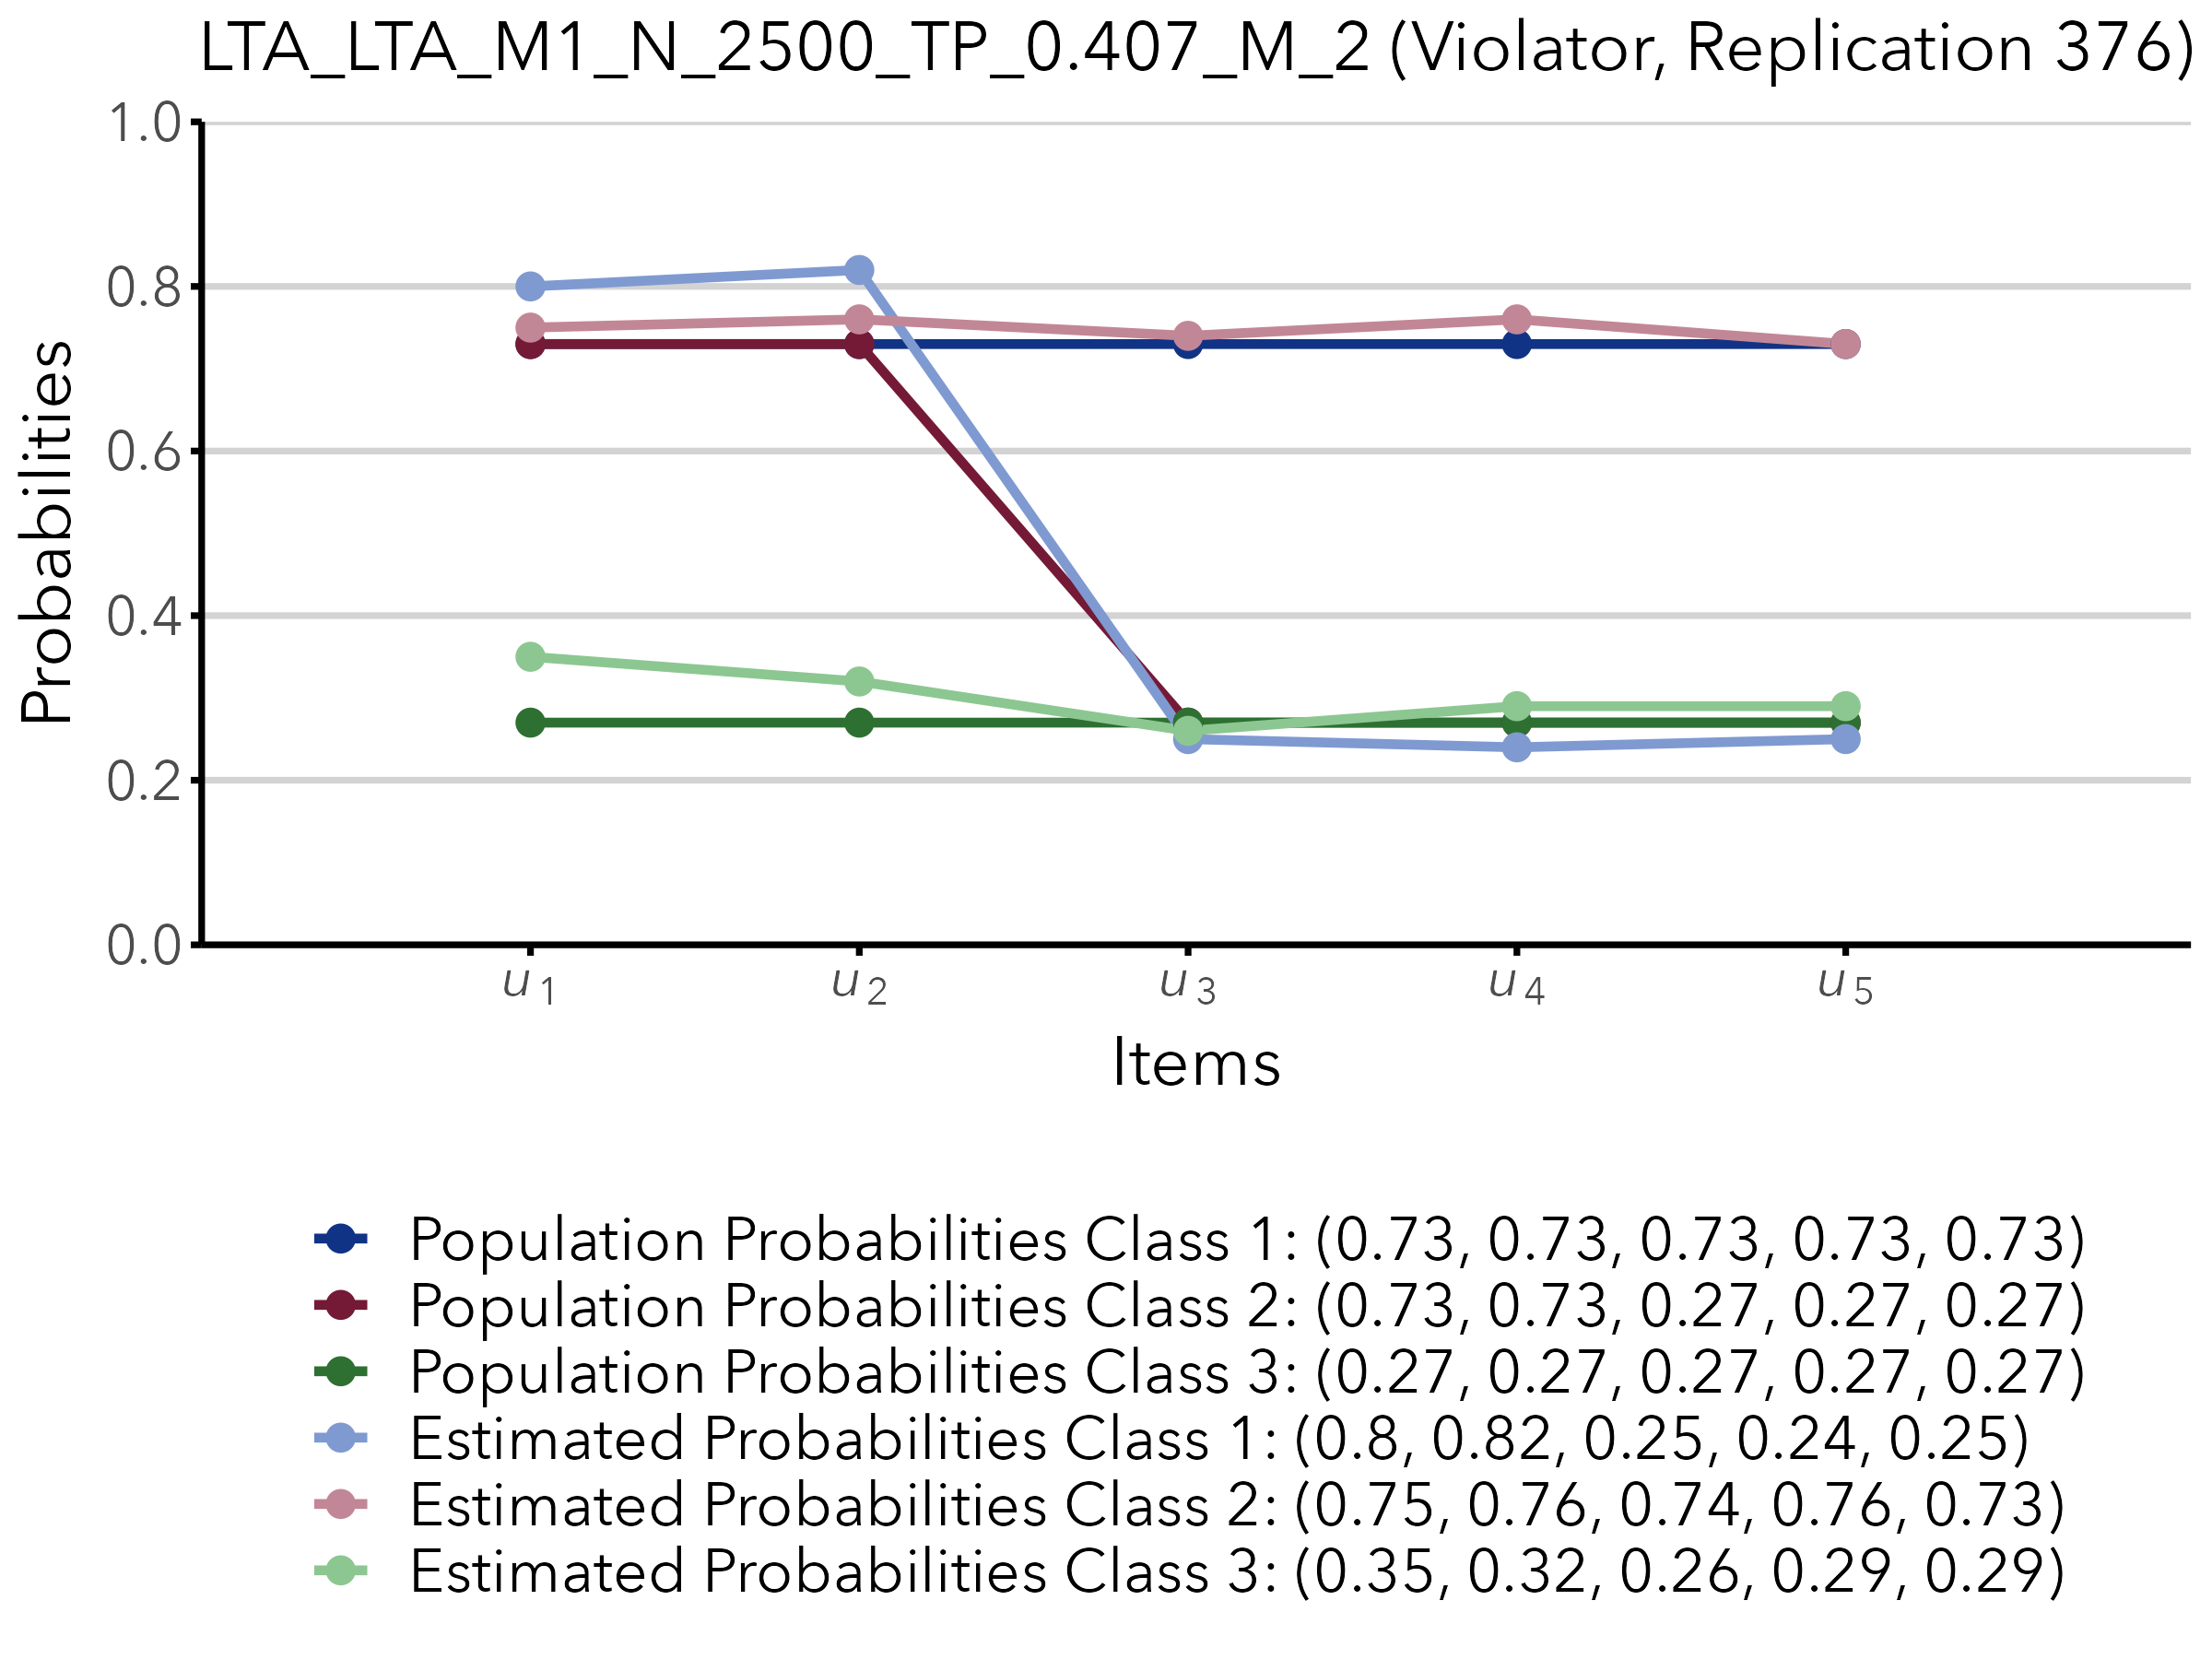 LTA_LTA_M1_N_2500_TP_0.407_M_2 (Violator, Replication 376)
1.0
0.8
0.6
0.4
0.2
0.0
Probabilities
u1 u2 u3 u4 u5
Items
Population Probabilities Class 1: (0.73, 0.73, 0.73, 0.73, 0.73)
Population Probabilities Class 2: (0.73, 0.73, 0.27, 0.27, 0.27)
Population Probabilities Class 3: (0.27, 0.27, 0.27, 0.27, 0.27)
Estimated Probabilities Class 1: (0.8, 0.82, 0.25, 0.24, 0.25)
Estimated Probabilities Class 2: (0.75, 0.76, 0.74, 0.76, 0.73)
Estimated Probabilities Class 3: (0.35, 0.32, 0.26, 0.29, 0.29)